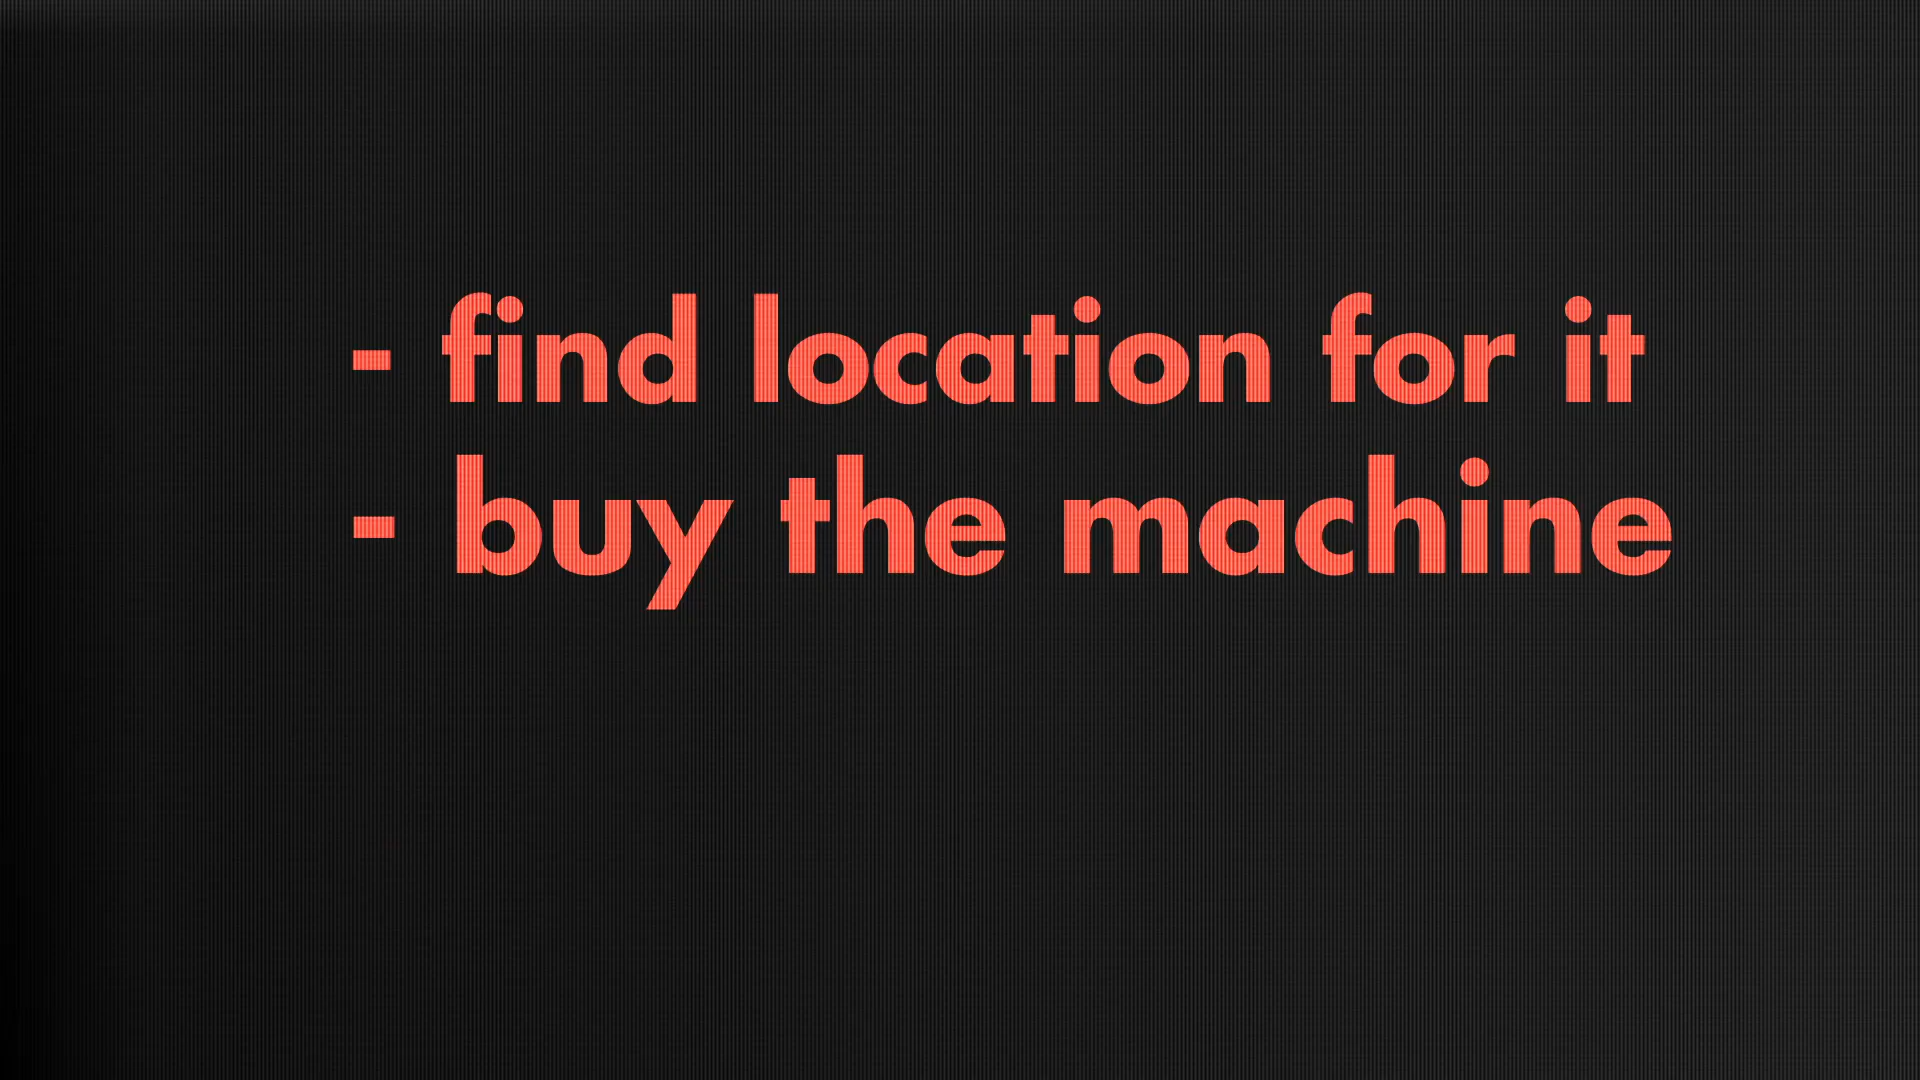 - find location for it
- buy the machine